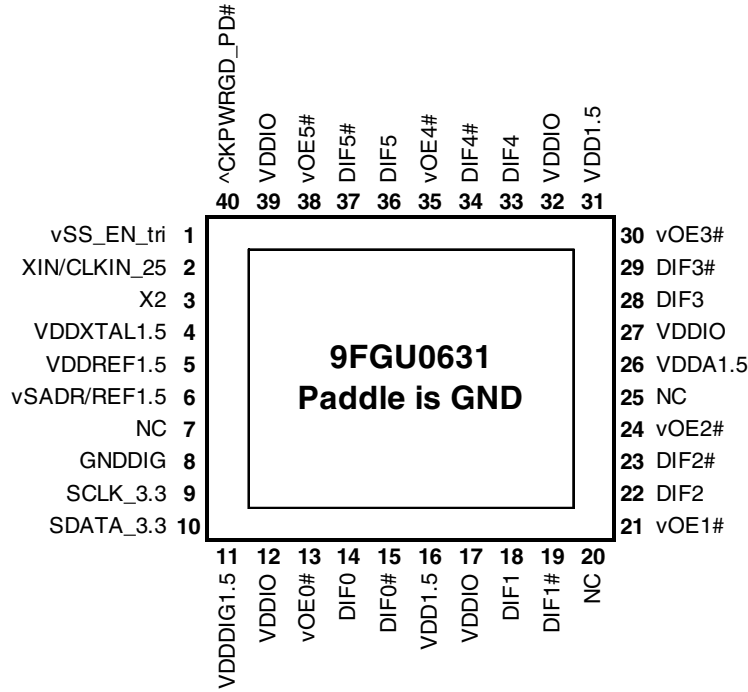 ^CKPWRGD_PD#
VDDIO
vOE5#
DIF5#
DIF5
vOE4#
DIF4#
DIF4
VDDIO
VDD1.5
40 39 38 37 36 35 34 33 32 31
vSS_EN_tri 1
XIN/CLKIN_25 2
X2 3
VDDXTAL1.5 4
VDDREF1.5 5
vSADR/REF1.5 6
NC 7
GNDDIG 8
SCLK_3.3 9
SDATA_3.3 10
9FGU0631
Paddle is GND
30 vOE3#
29 DIF3#
28 DIF3
27 VDDIO
26 VDDA1.5
25 NC
24 vOE2#
23 DIF2#
22 DIF2
21 vOE1#
11 12 13 14 15 16 17 18 19 20
VDDDIG1.5
VDDIO
vOE0#
DIF0
DIF0#
VDD1.5
VDDIO
DIF1
DIF1#
NC